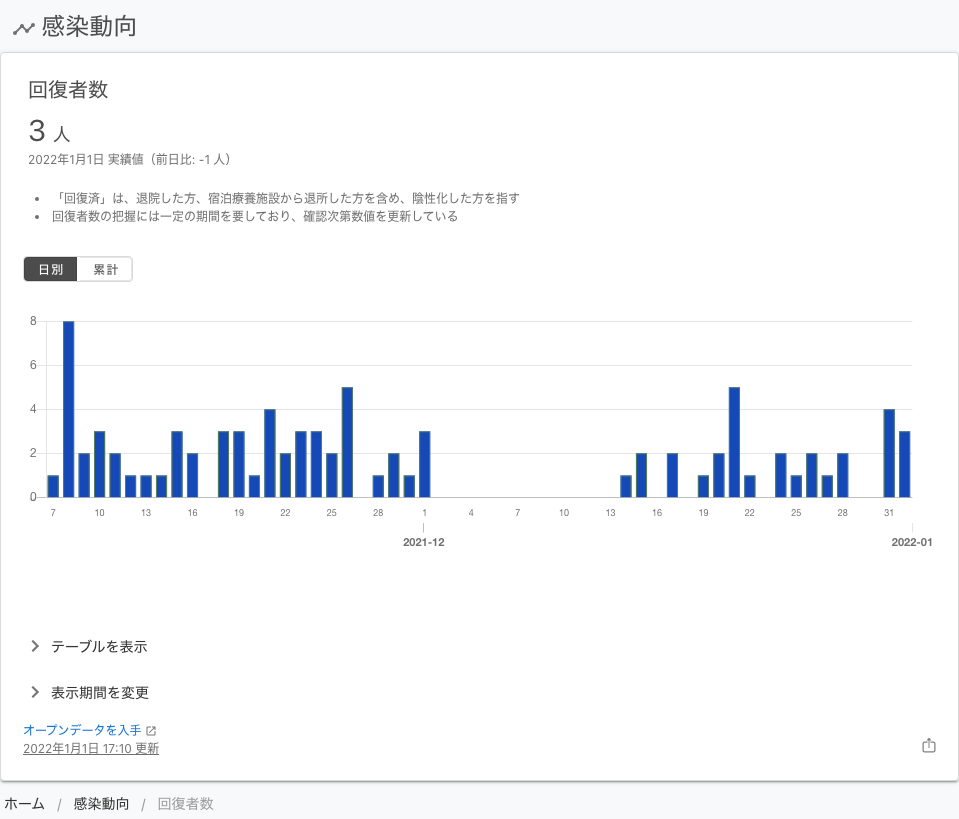 感染動向
回復者数
3 人
2022年1月1日 実績値（前日比: -1 人）
• 「回復済」は、退院した方、宿泊療養施設から退所した方を含め、陰性化した方を指す
• 回復者数の把握には一定の期間を要しており、確認次第数値を更新している
日別 累計
8
6
4
2
0
7 10 13 16 19 22 25 28 1 4 7 10 13 16 19 22 25 28 31
2021-12 2022-01
テーブルを表示
表示期間を変更
オープンデータを入手
2022年1月1日 17:10 更新
ホーム / 感染動向 / 回復者数